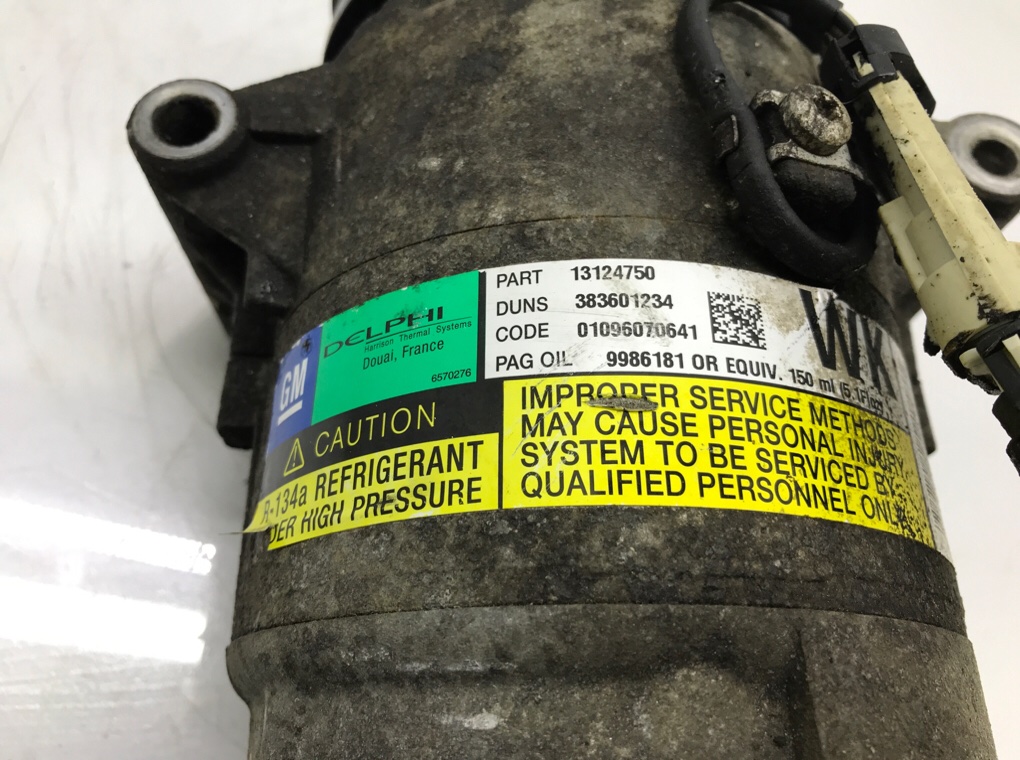 GM
DELPHI
Harrison Thermal Systems
Douai, France
6570276
PART 13124750
DUNS 383601234
CODE 01096070641
PAG OIL 9986181 OR EQUIV. 150 ml
WK
CAUTION
R-134a REFRIGERANT
DER HIGH PRESSURE
IMPROPER SERVICE METHODS
MAY CAUSE PERSONAL INJURY
SYSTEM TO BE SERVICED BY
QUALIFIED PERSONNEL ONLY